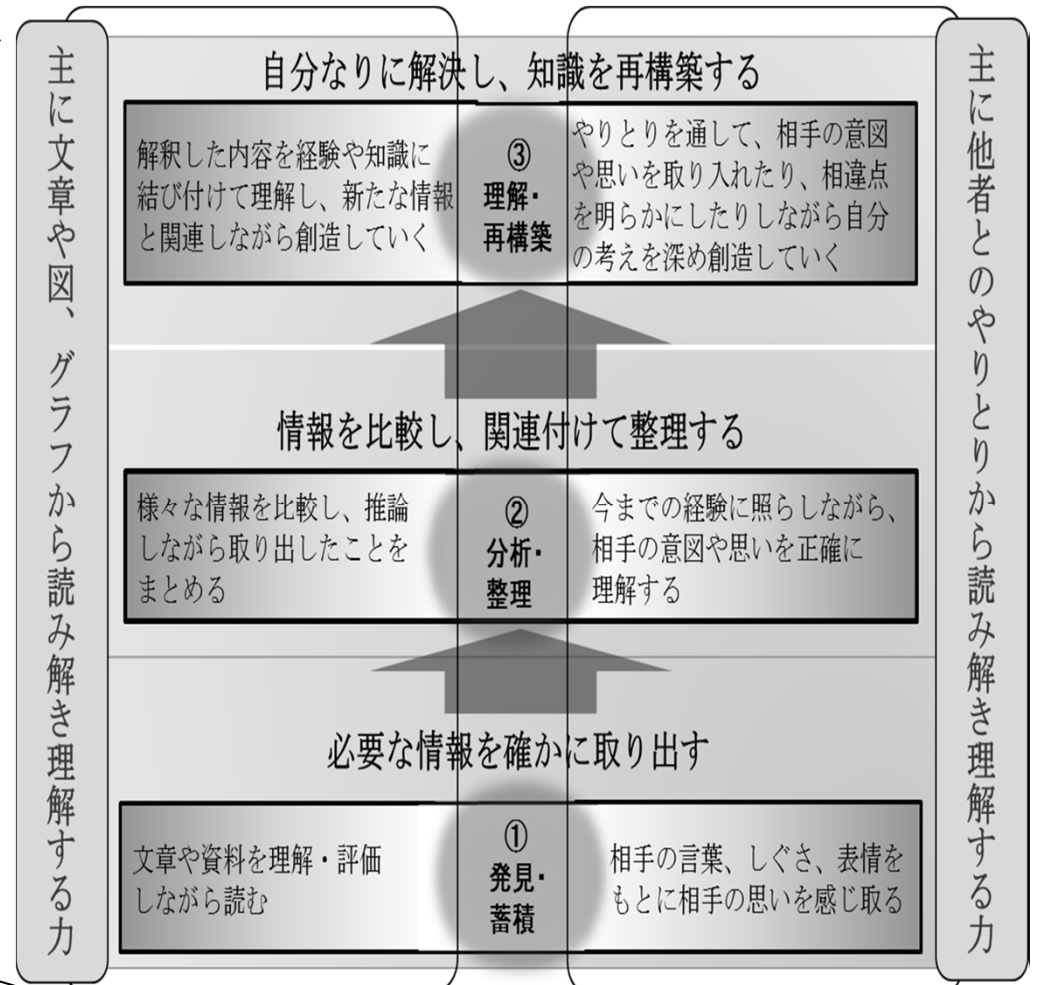 主に文章や図、グラフから読み解き理解する力
自分なりに解決し、知識を再構築する
解釈した内容を経験や知識に
結び付けて理解し、新たな情報
と関連しながら創造していく
③
理解・
再構築
やりとりを通して、相手の意図
や思いを取り入れたり、相違点
を明らかにしたりしながら自分
の考えを深め創造していく
情報を比較し、関連付けて整理する
様々な情報を比較し、推論
しながら取り出したことを
まとめる
②
分析・
整理
今までの経験に照らしながら、
相手の意図や思いを正確に
理解する
必要な情報を確かに取り出す
文章や資料を理解・評価
しながら読む
①
発見・
蓄積
相手の言葉、しぐさ、表情を
もとに相手の思いを感じ取る
主に他者とのやりとりから読み解き理解する力